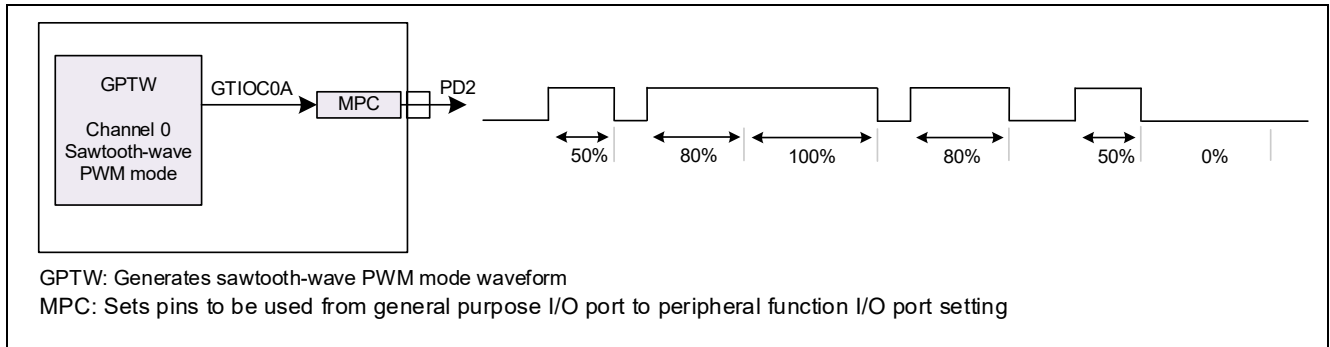 GPTW
Channel 0
Sawtooth-wave
PWM mode
GTIOC0A
MPC
PD2
50% 80% 100% 80% 50% 0%
GPTW: Generates sawtooth-wave PWM mode waveform
MPC: Sets pins to be used from general purpose I/O port to peripheral function I/O port setting